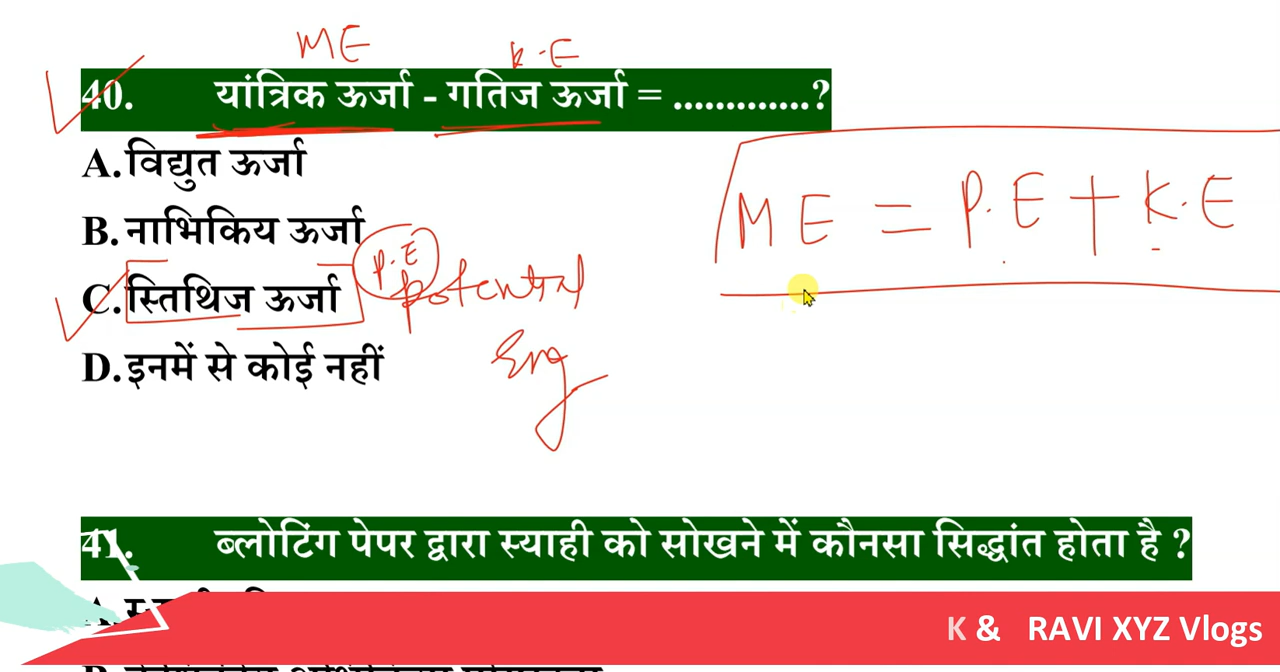 ME K.E
40. यांत्रिक ऊर्जा - गतिज ऊर्जा = .............?
A.विद्युत ऊर्जा
B.नाभिकिय ऊर्जा
P.E
C.स्तिथिज ऊर्जा potential
Erg
D.इनमें से कोई नहीं
ME = P.E + K.E
41. ब्लोटिंग पेपर द्वारा स्याही को सोखने में कौनसा सिद्धांत होता है ?
K & RAVI XYZ Vlogs